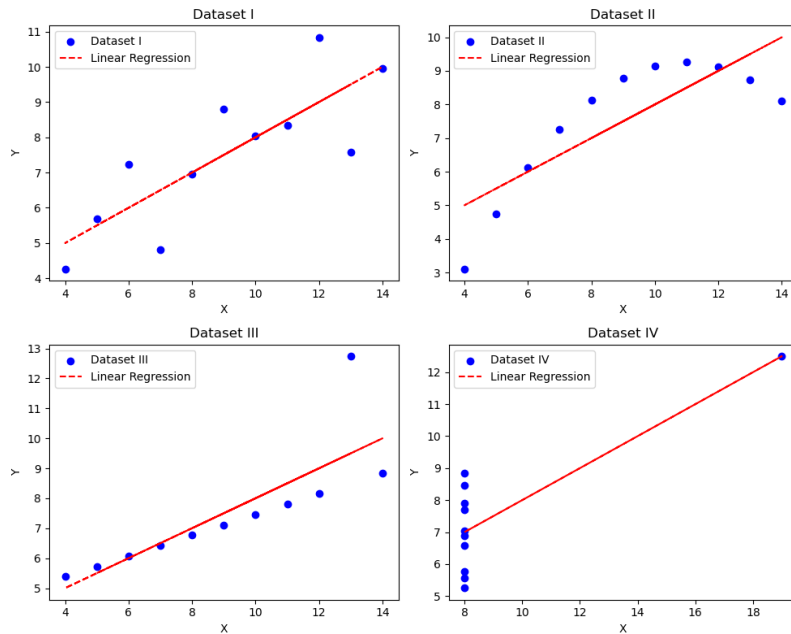 Dataset I
Dataset I
Linear Regression
11
10
9
8
7
6
5
4
Y
4 6 8 10 12 14
X
Dataset II
Dataset II
Linear Regression
10
9
8
7
6
5
4
3
Y
4 6 8 10 12 14
X
Dataset III
Dataset III
Linear Regression
13
12
11
10
9
8
7
6
5
Y
4 6 8 10 12 14
X
Dataset IV
Dataset IV
Linear Regression
12
11
10
9
8
7
6
5
Y
8 10 12 14 16 18
X